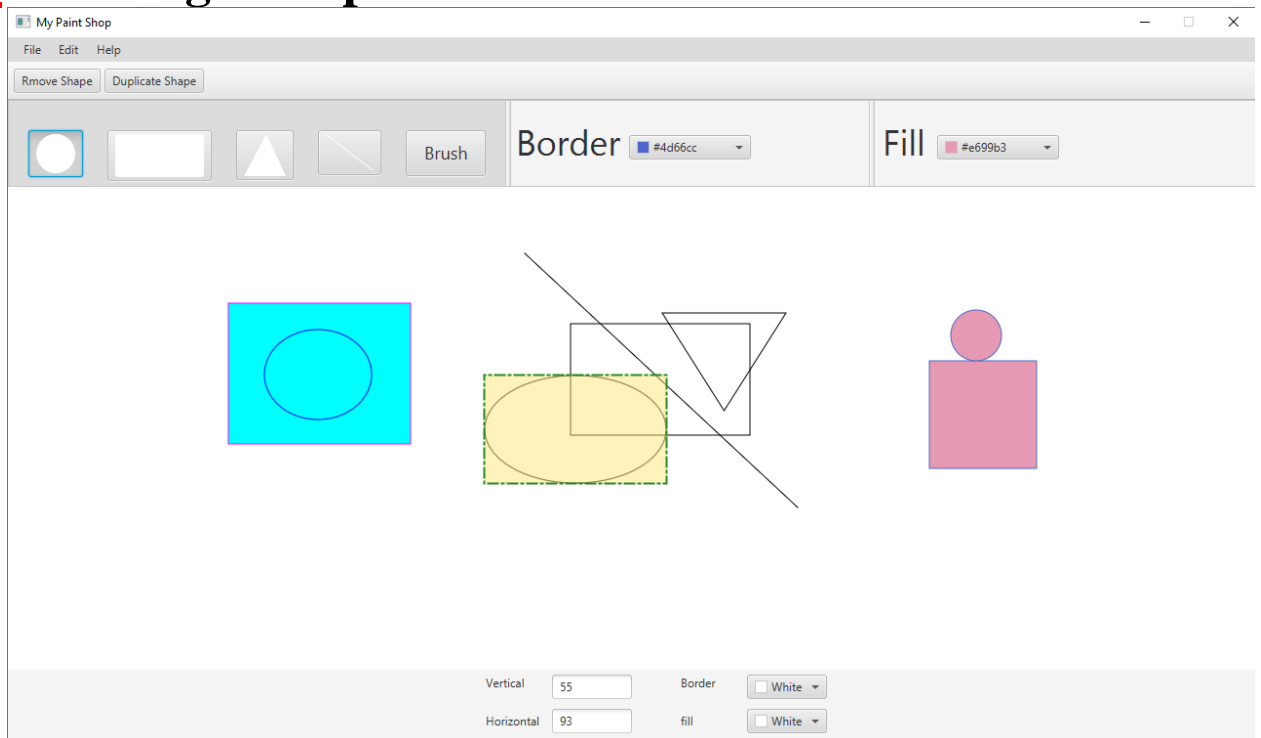 My Paint Shop
File Edit Help
Rmove Shape Duplicate Shape
Brush Border #4d66cc Fill #e699b3
Vertical 55 Border White
Horizontal 93 fill White